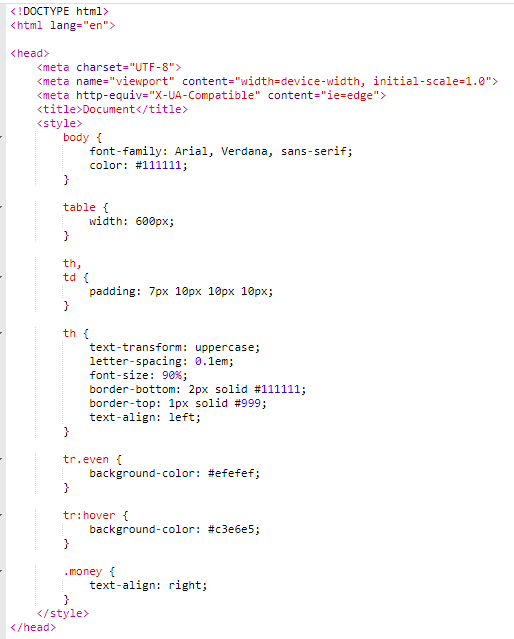 <!DOCTYPE html>
<html lang="en">
<head>
<meta charset="UTF-8">
<meta name="viewport" content="width=device-width, initial-scale=1.0">
<meta http-equiv="X-UA-Compatible" content="ie=edge">
<title>Document</title>
<style>
body {
font-family: Arial, Verdana, sans-serif;
color: #111111;
}
table {
width: 600px;
}
th,
td {
padding: 7px 10px 10px 10px;
}
th {
text-transform: uppercase;
letter-spacing: 0.1em;
font-size: 90%;
border-bottom: 2px solid #111111;
border-top: 1px solid #999;
text-align: left;
}
tr.even {
background-color: #efefef;
}
tr:hover {
background-color: #c3e6e5;
}
.money {
text-align: right;
}
</style>
</head>